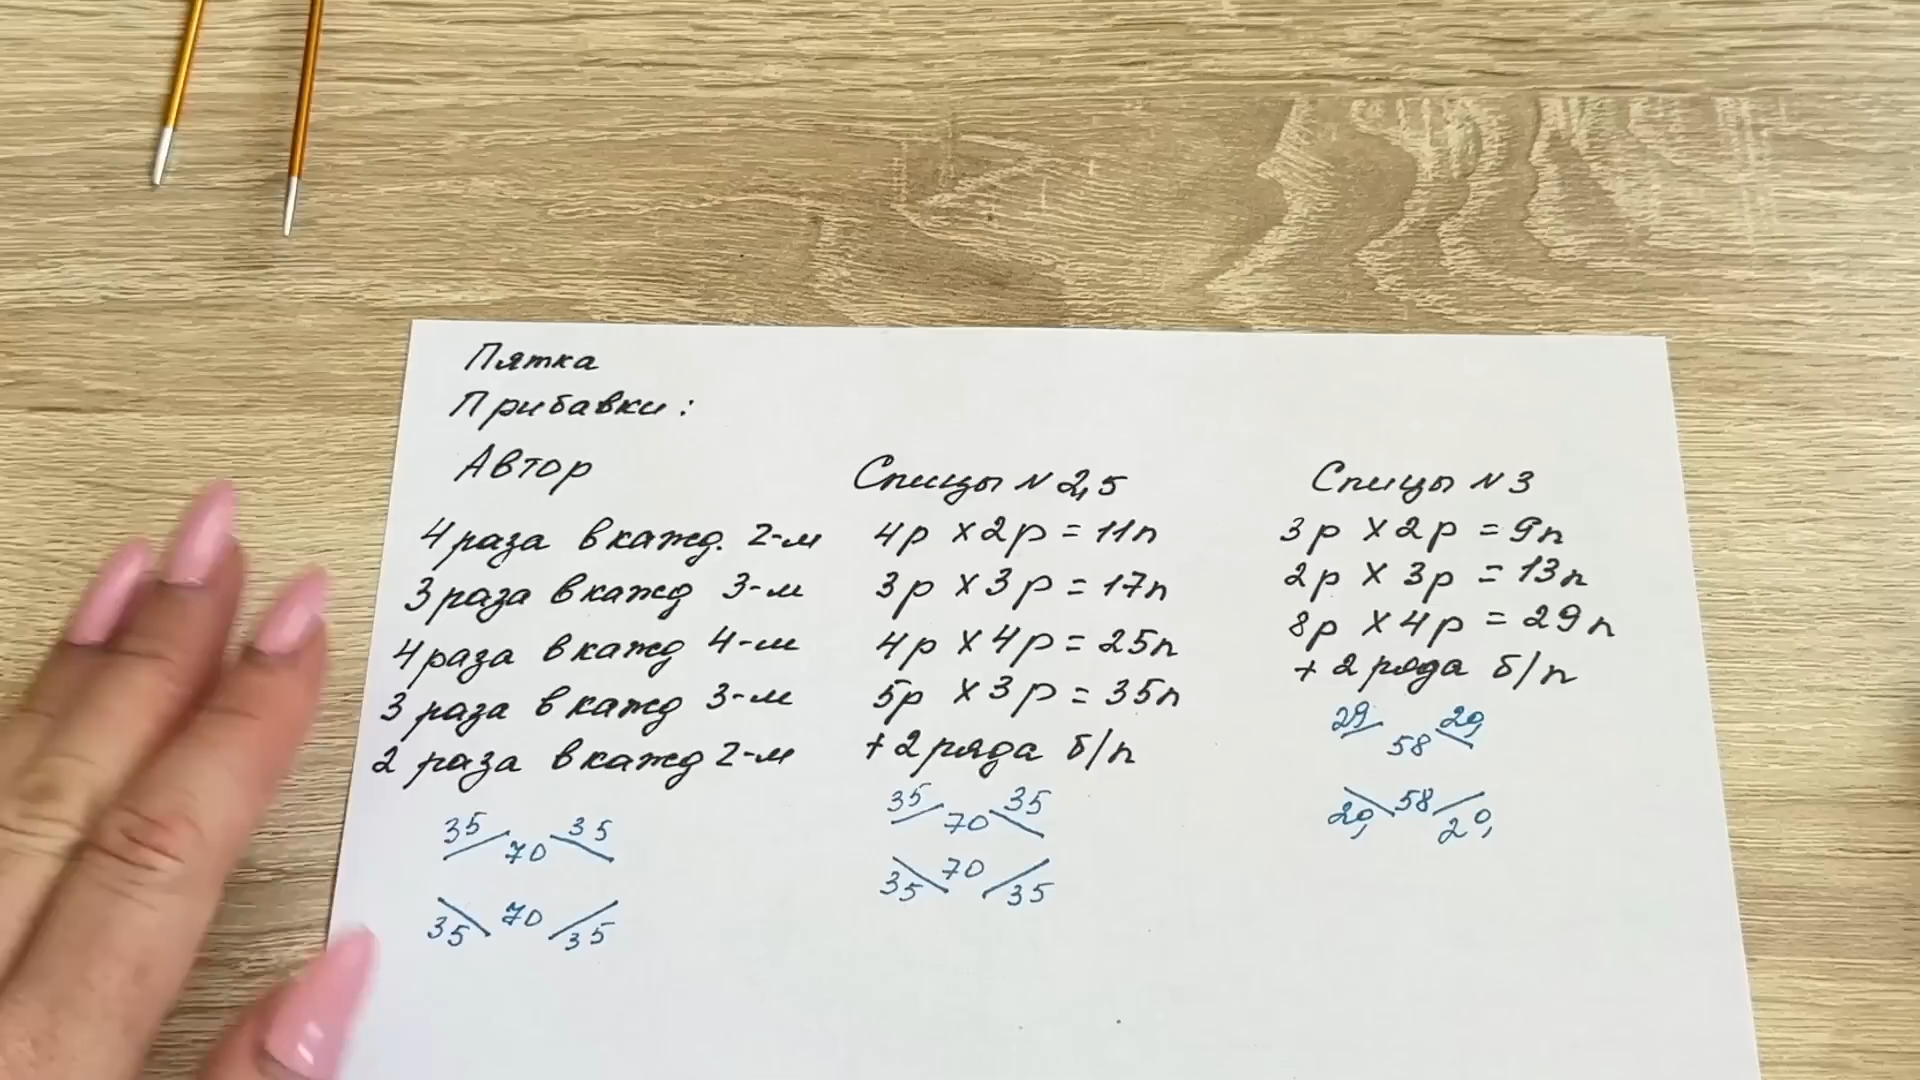 Пятка
Прибавки:
Автор
4 раза в кажд. 2-м
3 раза в кажд 3-м
4 раза в кажд 4-м
3 раза в кажд 3-м
2 раза в кажд 2-м
35 70 35
35 70 35
Спицы N 2,5
4р х 2р = 11п
3р х 3р = 17п
4р х 4р = 25п
5р х 3р = 35п
+ 2 ряда б/п
35 70 35
35 70 35
Спицы N 3
3р х 2р = 9п
2р х 3р = 13п
8р х 4р = 29п
+ 2 ряда б/п
29 58 29
29 58 29